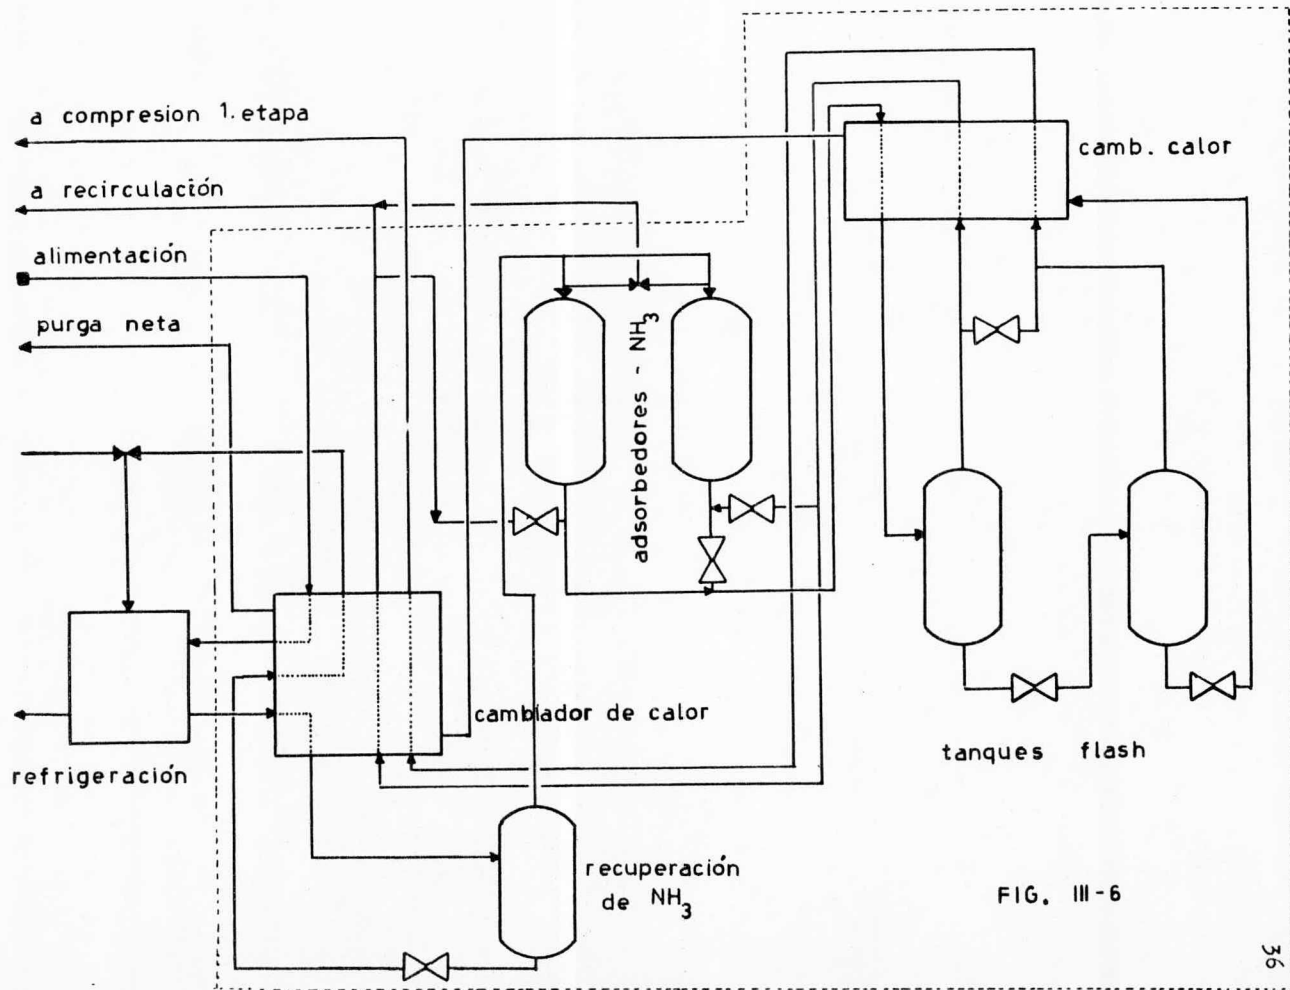 a compresion 1. etapa
a recirculación
alimentación
purga neta
refrigeración
cambiador de calor
adsorbedores - NH3
recuperación
de NH3
camb. calor
tanques flash
FIG. III-6
36